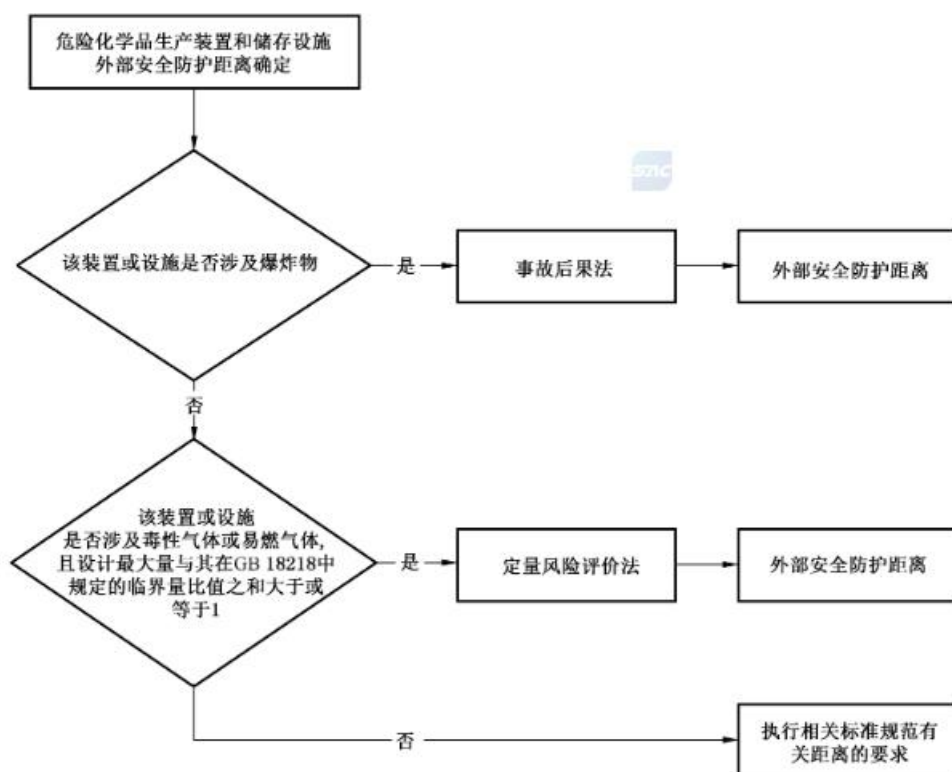 危险化学品生产装置和储存设施
外部安全防护距离确定
snc
该装置或设施是否涉及爆炸物
是
事故后果法
外部安全防护距离
否
该装置或设施
是否涉及毒性气体或易燃气体,
且设计最大量与其在GB 18218中
规定的临界量比值之和大于或
等于1
是
定量风险评价法
外部安全防护距离
否
执行相关标准规范有
关距离的要求